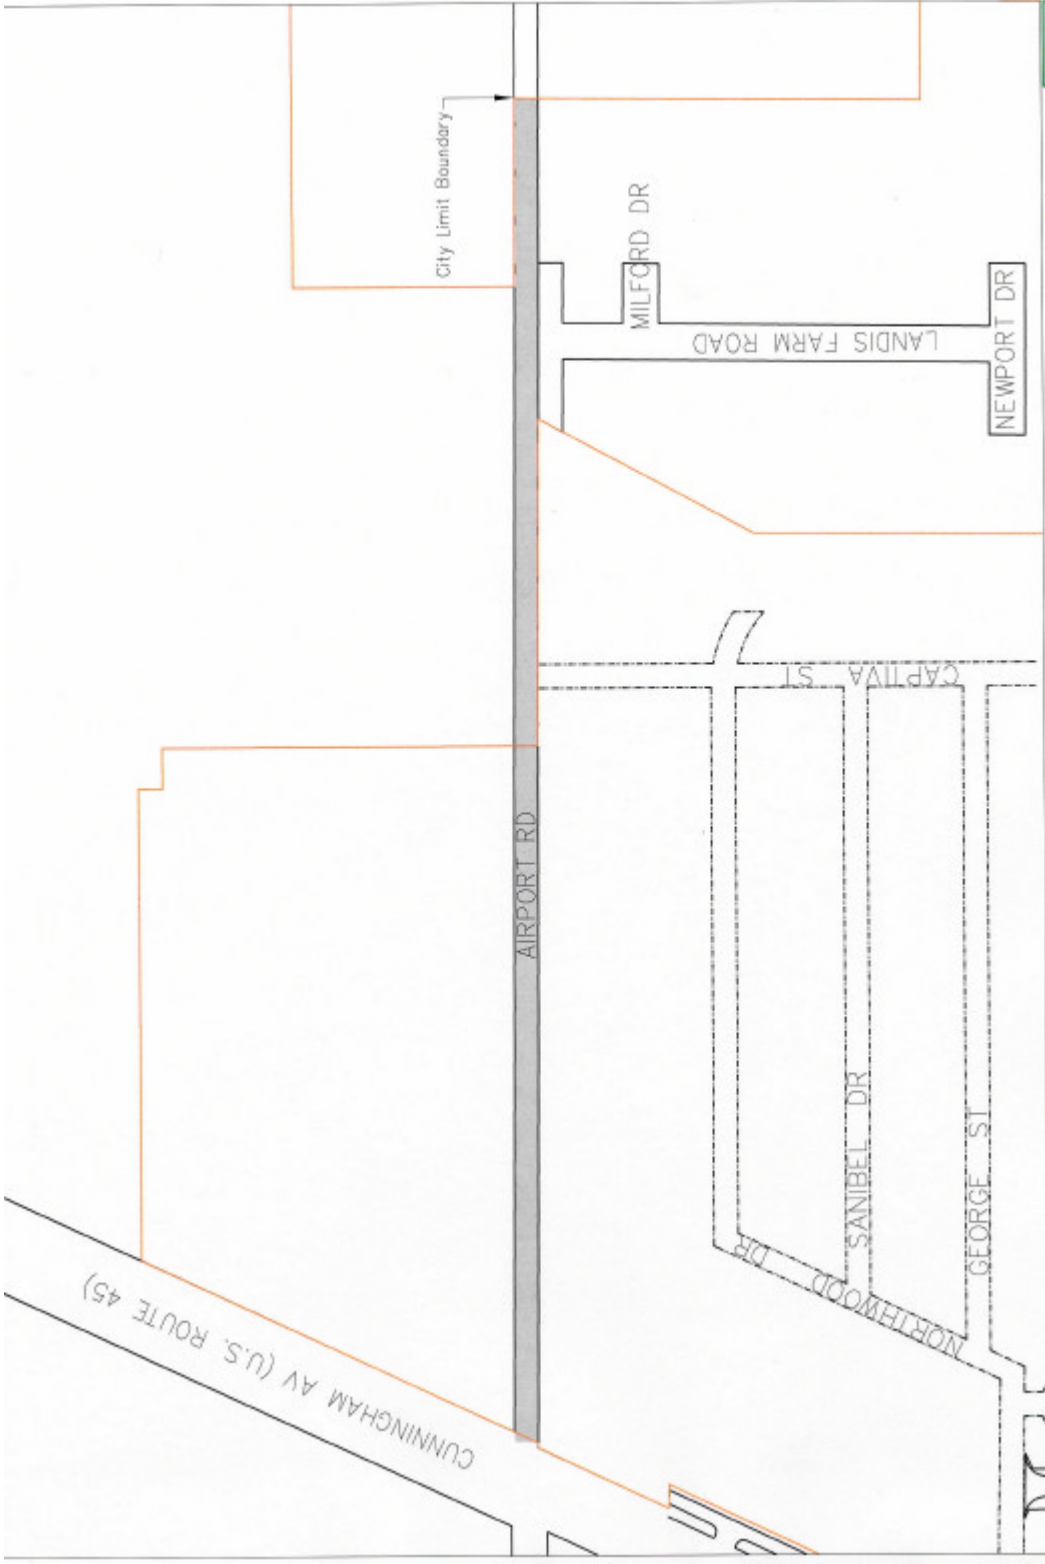 City Limit Boundary
MILFORD DR
LANDIS FARM ROAD
NEWPORT DR
CAPTIVA ST
AIRPORT RD
SANIBEL DR
GEORGE ST
NORTHWOOD DR
CUNNINGHAM AV (U.S. ROUTE 45)